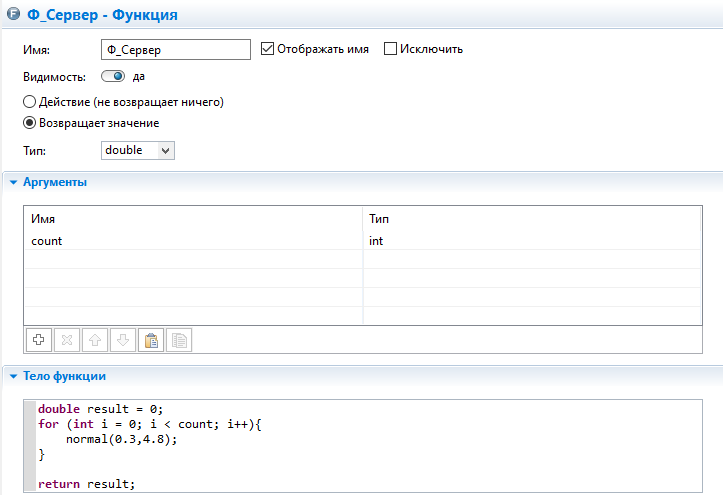 Ф_Сервер - Функция
Имя: Ф_Сервер Отображать имя Исключить
Видимость: да
Действие (не возвращает ничего)
Возвращает значение
Тип: double
Аргументы
Имя Тип
count int
Тело функции
double result = 0;
for (int i = 0; i < count; i++){
    normal(0.3,4.8);
}
return result;